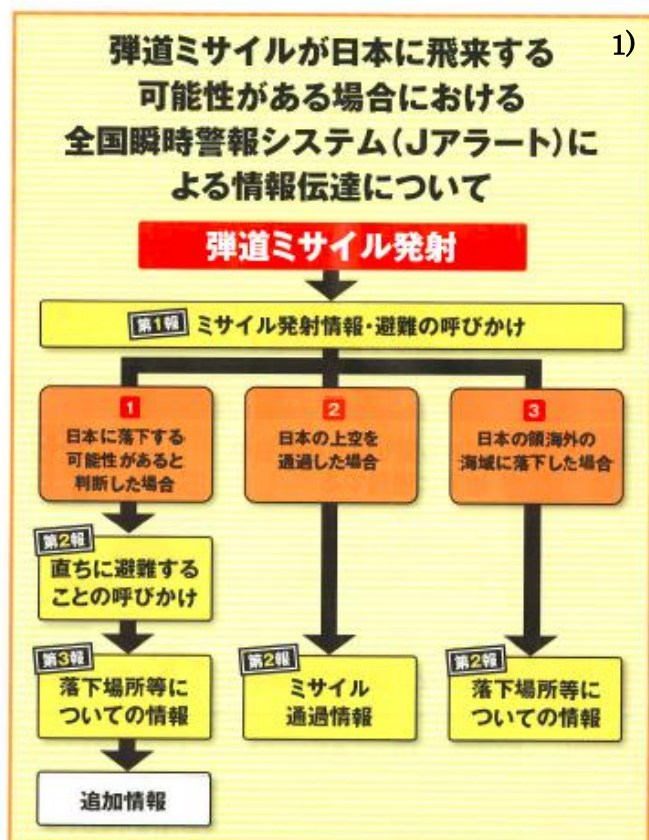 弾道ミサイルが日本に飛来する
1)
可能性がある場合における
全国瞬時警報システム(Jアラート)に
よる情報伝達について
弾道ミサイル発射
第1報 ミサイル発射情報・避難の呼びかけ
1
日本に落下する
可能性があると
判断した場合
2
日本の上空を
通過した場合
3
日本の領海外の
海域に落下した場合
第2報
直ちに避難する
ことの呼びかけ
第3報
落下場所等に
ついての情報
追加情報
第2報
ミサイル
通過情報
第2報
落下場所等に
ついての情報